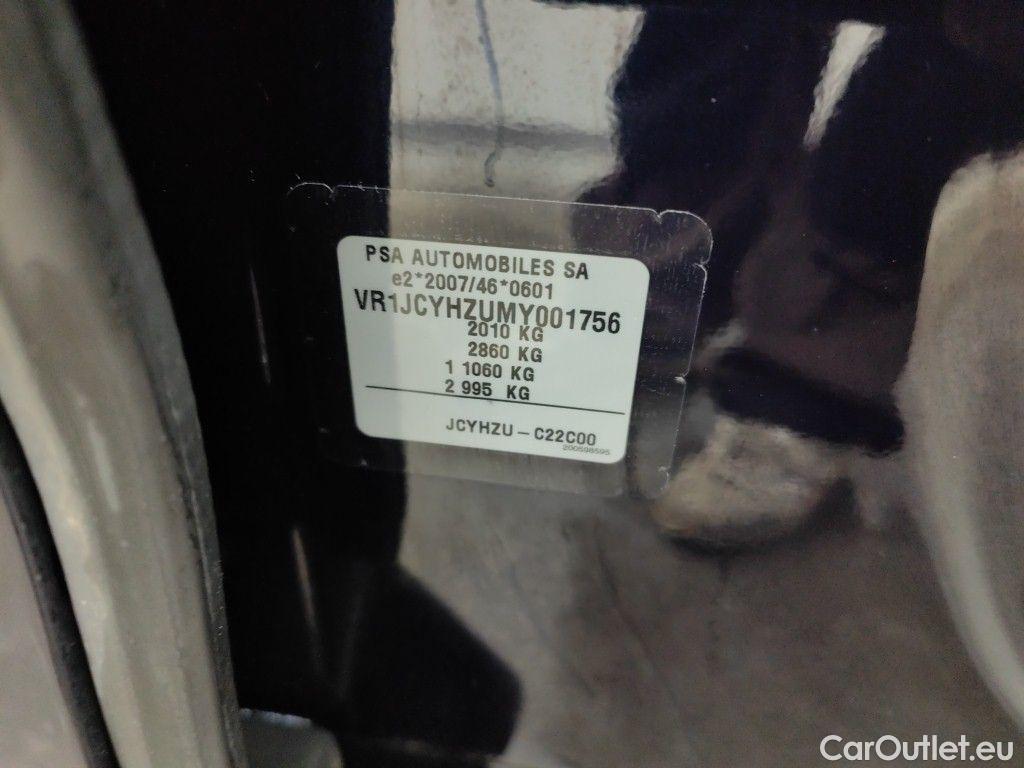 PSA AUTOMOBILES SA
e2*2007/46*0601
VR1JCYHZUMY001756
2010 KG
2860 KG
1 1060 KG
2 995 KG
JCYHZU – C22C00
200598595
CarOutlet.eu